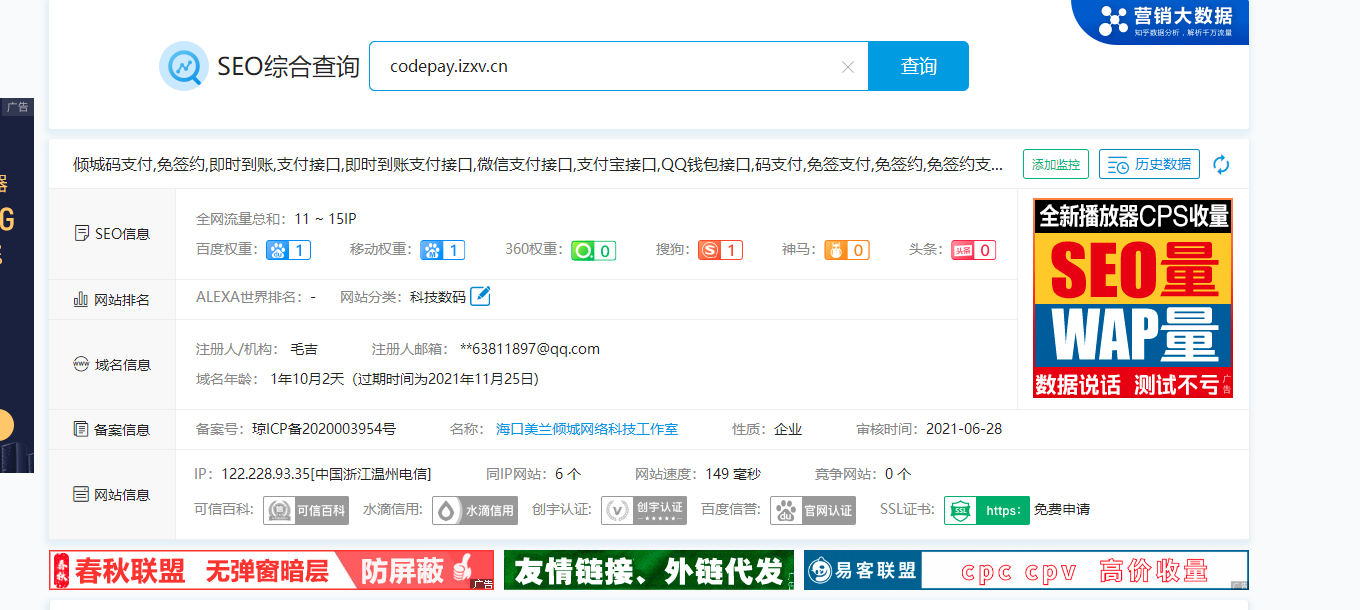 营销大数据
知乎数据分析,解析千万流量
SEO综合查询
codepay.izxv.cn
查询
广告
器
G
倾城码支付,免签约,即时到账,支付接口,即时到账支付接口,微信支付接口,支付宝接口,QQ钱包接口,码支付,免签支付,免签约,免签约支...
添加监控
历史数据
SEO信息
全网流量总和：11 ~ 15IP
百度权重：1 移动权重：1 360权重：0 搜狗：1 神马：0 头条：头条 0
网站排名
ALEXA世界排名：- 网站分类：科技数码
域名信息
注册人/机构： 毛吉 注册人邮箱： **63811897@qq.com
域名年龄： 1年10月2天（过期时间为2021年11月25日）
全新播放器CPS收量
SEO量
WAP量
数据说话 测试不亏
广告
备案信息
备案号：琼ICP备2020003954号 名称： 海口美兰倾城网络科技工作室 性质：企业 审核时间：2021-06-28
网站信息
IP：122.228.93.35[中国浙江温州电信] 同IP网站：6 个 网站速度：149 毫秒 竞争网站：0 个
可信百科: 可信百科 水滴信用: 水滴信用 创宇认证: 创宇认证 百度信誉: 官网认证 SSL证书: SSL https: 免费申请
春秋
春秋联盟 无弹窗暗层 防屏蔽
广告
友情链接、外链代发
广告
易客联盟
cpc cpv 高价收量
广告